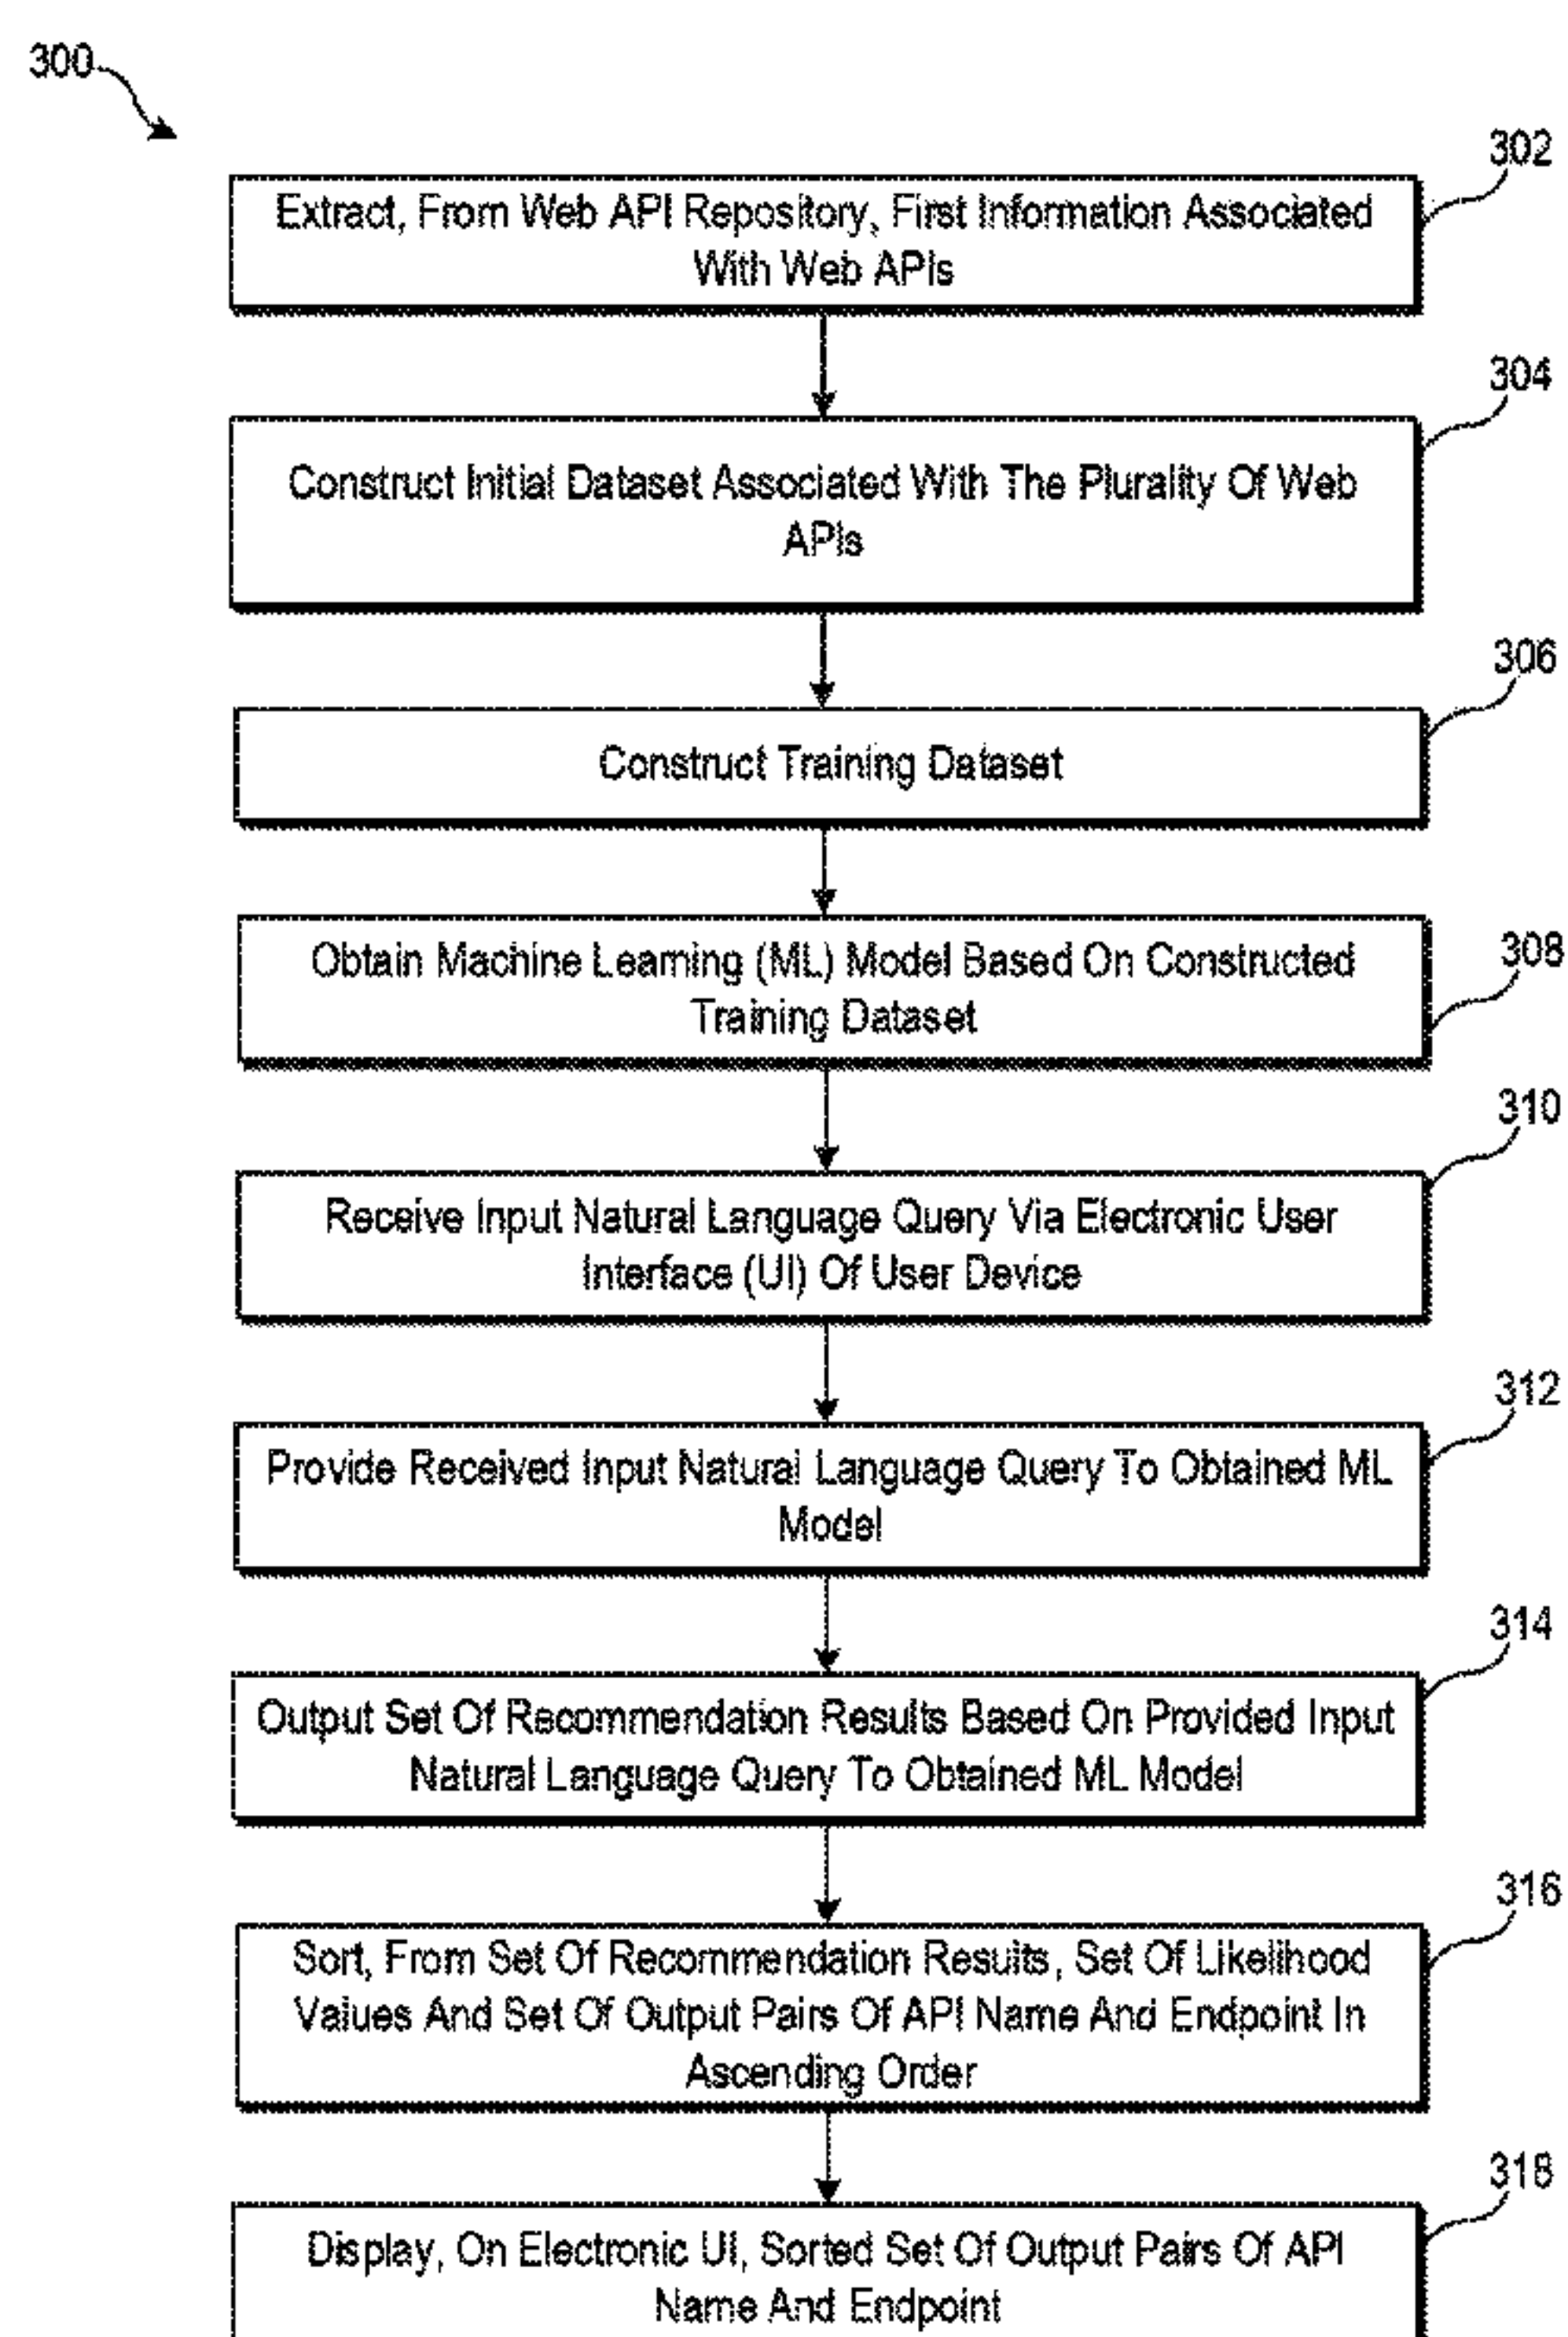 300
302
Extract, From Web API Repository, First Information Associated
With Web APIs
304
Construct Initial Dataset Associated With The Plurality Of Web
APIs
306
Construct Training Dataset
308
Obtain Machine Learning (ML) Model Based On Constructed
Training Dataset
310
Receive Input Natural Language Query Via Electronic User
Interface (UI) Of User Device
312
Provide Received Input Natural Language Query To Obtained ML
Model
314
Output Set Of Recommendation Results Based On Provided Input
Natural Language Query To Obtained ML Model
316
Sort, From Set Of Recommendation Results, Set Of Likelihood
Values And Set Of Output Pairs Of API Name And Endpoint In
Ascending Order
318
Display, On Electronic UI, Sorted Set Of Output Pairs Of API
Name And Endpoint